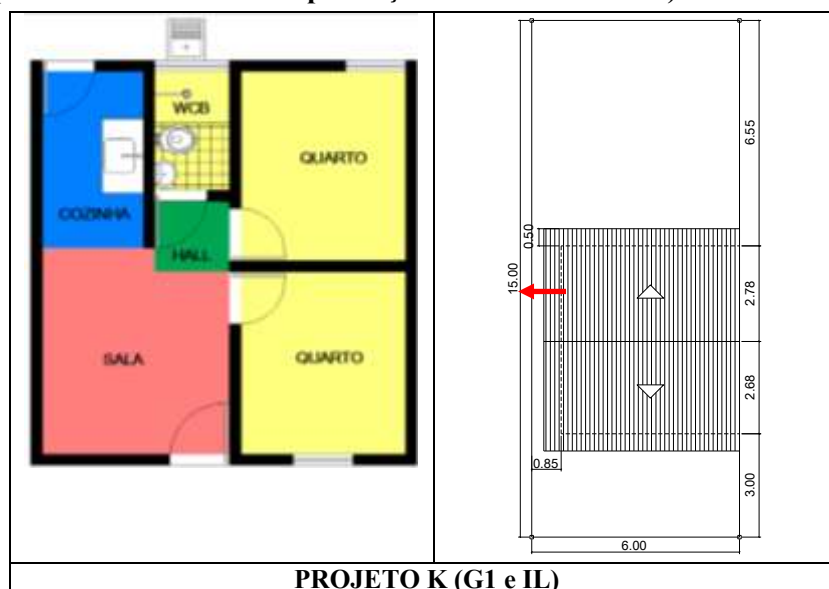 WCB
QUARTO
COZINHA
HALL
SALA
QUARTO
6.55
0.50
15.00
2.78
2.68
0.85
3.00
6.00
PROJETO K (G1 e IL)